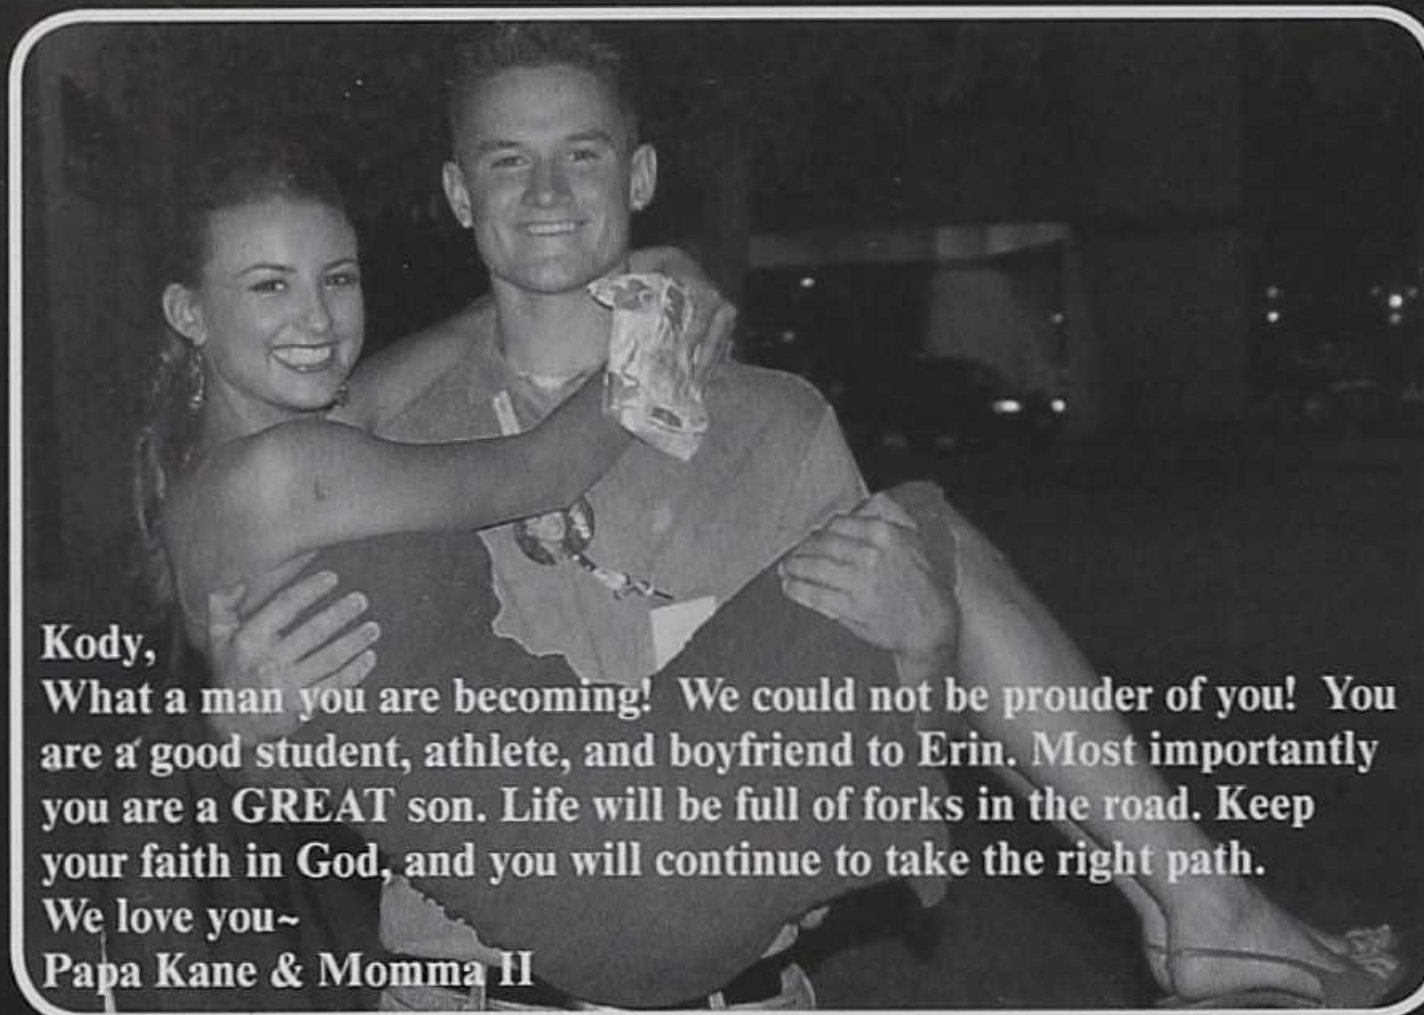 Kody,
What a man you are becoming! We could not be prouder of you! You
are a good student, athlete, and boyfriend to Erin. Most importantly
you are a GREAT son. Life will be full of forks in the road. Keep
your faith in God, and you will continue to take the right path.
We love you~
Papa Kane & Momma II